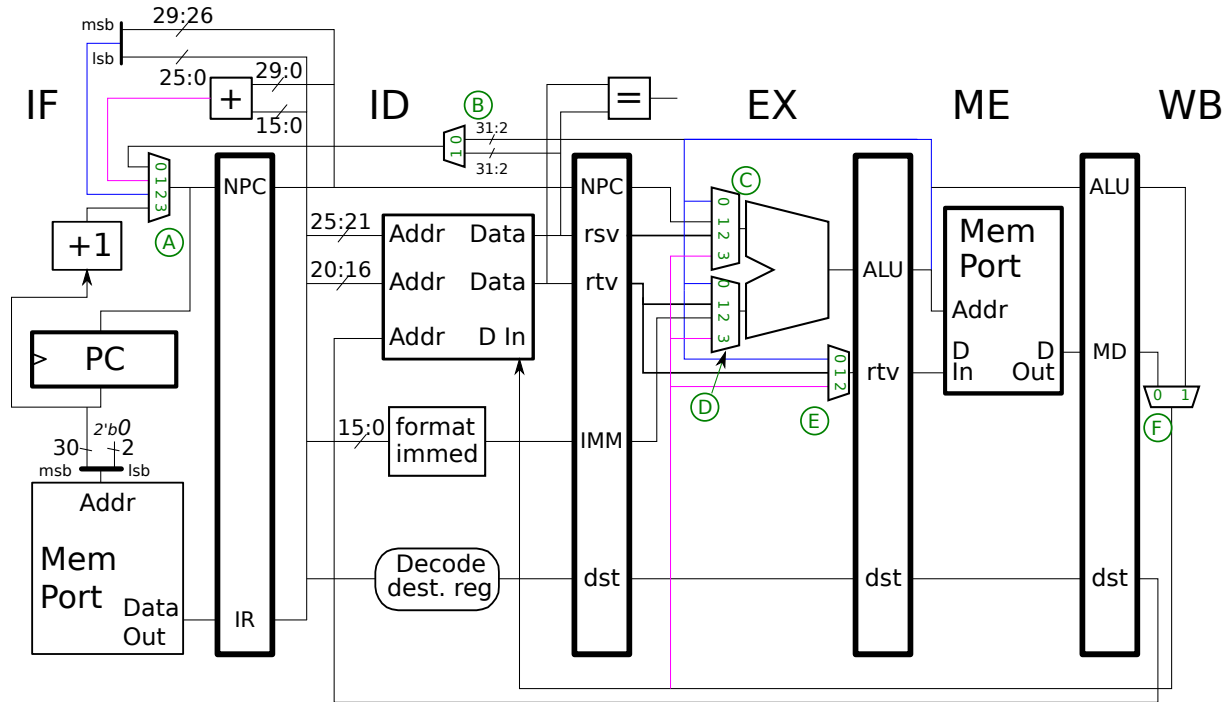 29:26
msb
lsb
25:0
29:0
+
15:0
IF
ID
B
=
EX
ME
WB
0 1
31:2
31:2
0 1 2 3
A
+1
PC
30
2'b0
2
msb
lsb
Addr
Mem
Port
Data
Out
NPC
IR
25:21
20:16
Addr
Data
Addr
Data
Addr
D In
15:0
format
immed
Decode
dest. reg
NPC
rsv
rtv
IMM
dst
C
0
1
2
3
0
1
2
3
D
0 1 2
E
ALU
rtv
dst
Mem
Port
Addr
D
In
D
Out
ALU
MD
dst
0 1
F